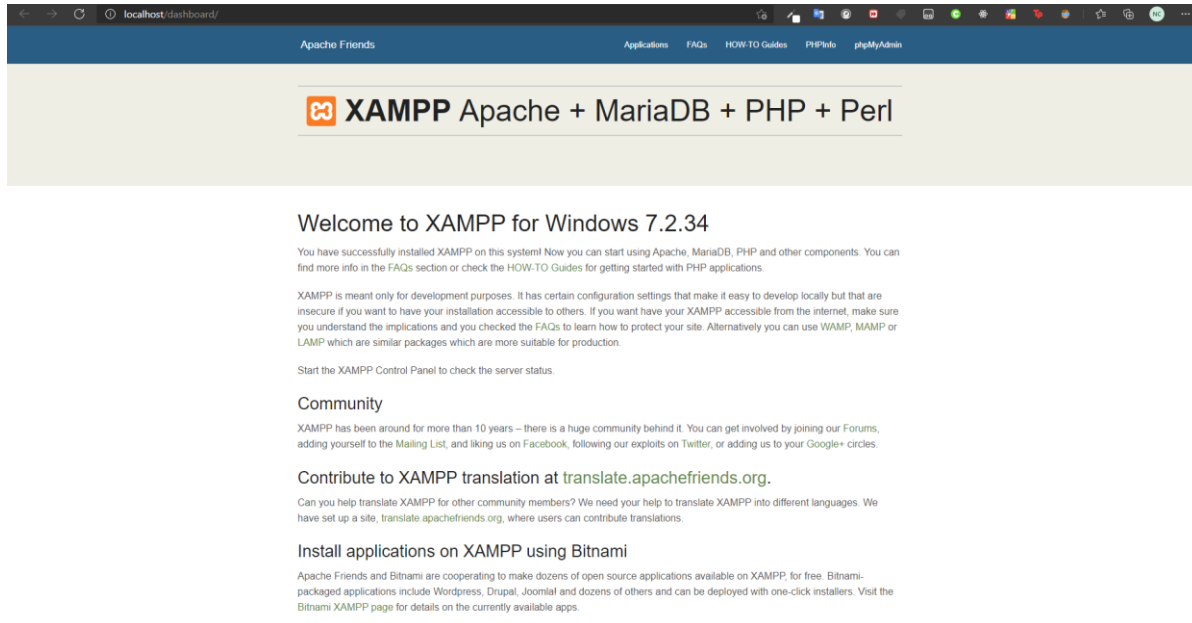 localhost/dashboard/
NC
Apache Friends
Applications FAQs HOW-TO Guides PHPInfo phpMyAdmin
XAMPP Apache + MariaDB + PHP + Perl
Welcome to XAMPP for Windows 7.2.34
You have successfully installed XAMPP on this system! Now you can start using Apache, MariaDB, PHP and other components. You can
find more info in the FAQs section or check the HOW-TO Guides for getting started with PHP applications.
XAMPP is meant only for development purposes. It has certain configuration settings that make it easy to develop locally but that are
insecure if you want to have your installation accessible to others. If you want have your XAMPP accessible from the internet, make sure
you understand the implications and you checked the FAQs to learn how to protect your site. Alternatively you can use WAMP, MAMP or
LAMP which are similar packages which are more suitable for production.
Start the XAMPP Control Panel to check the server status.
Community
XAMPP has been around for more than 10 years – there is a huge community behind it. You can get involved by joining our Forums,
adding yourself to the Mailing List, and liking us on Facebook, following our exploits on Twitter, or adding us to your Google+ circles.
Contribute to XAMPP translation at translate.apachefriends.org.
Can you help translate XAMPP for other community members? We need your help to translate XAMPP into different languages. We
have set up a site, translate.apachefriends.org, where users can contribute translations.
Install applications on XAMPP using Bitnami
Apache Friends and Bitnami are cooperating to make dozens of open source applications available on XAMPP, for free. Bitnami-
packaged applications include Wordpress, Drupal, Joomla! and dozens of others and can be deployed with one-click installers. Visit the
Bitnami XAMPP page for details on the currently available apps.